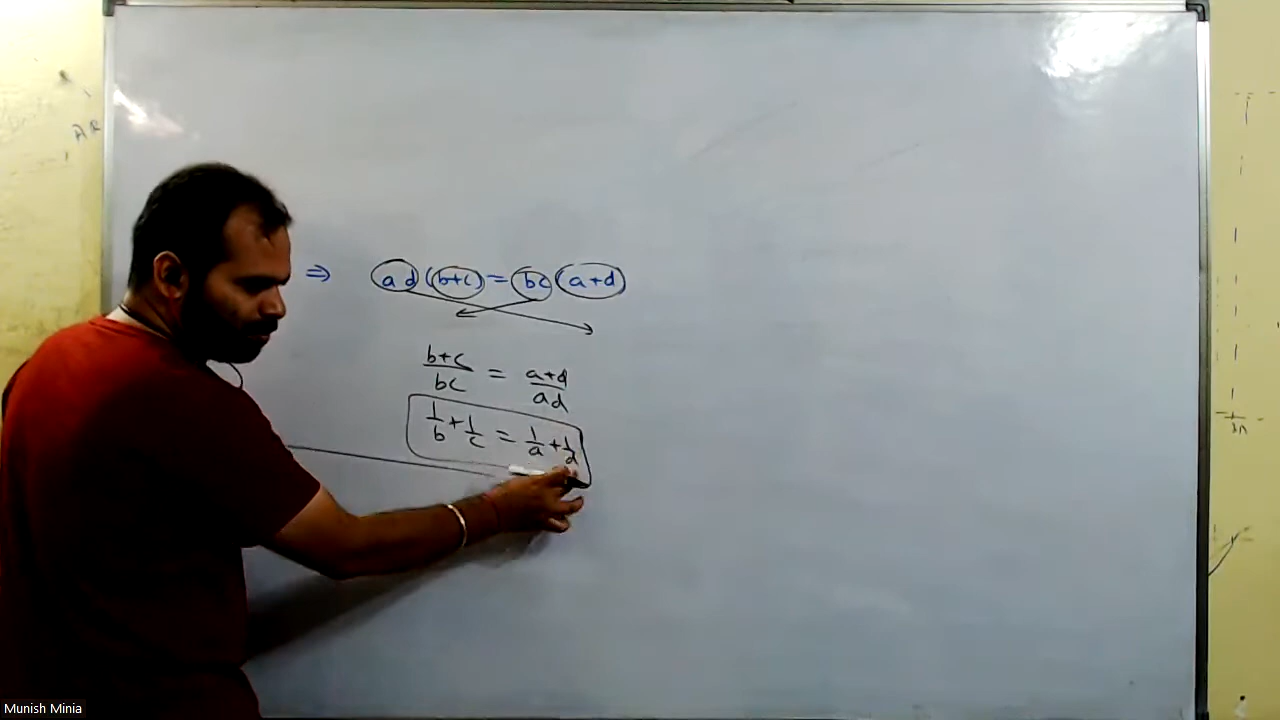 ⇒ ad (b+c) = bc (a+d)
b+c/bc = a+d/ad
1/b + 1/c = 1/a + 1/d
Munish Minia